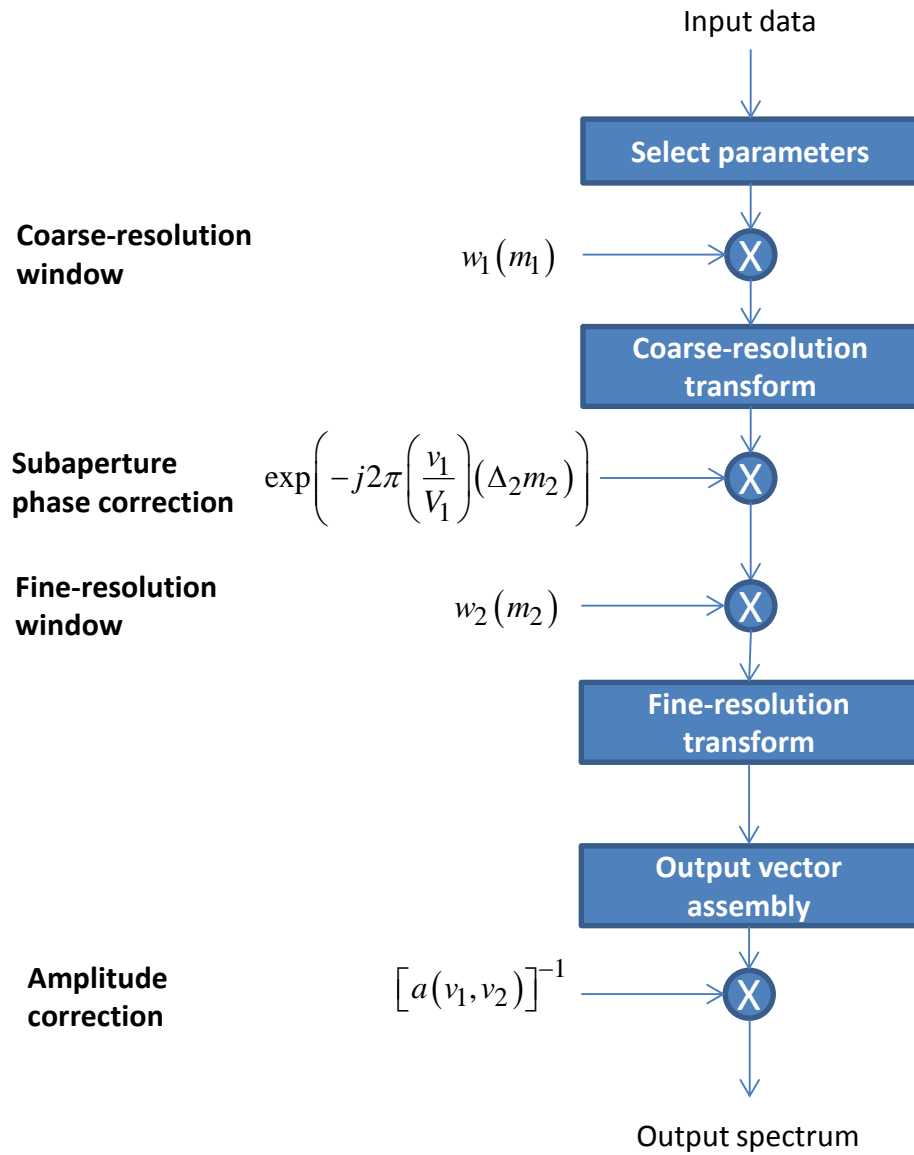 Input data
Select parameters
Coarse-resolution
window
w₁(m₁)
X
Coarse-resolution
transform
Subaperture
phase correction
exp(−j2π(v₁/V₁)(Δ₂m₂))
X
Fine-resolution
window
w₂(m₂)
X
Fine-resolution
transform
Output vector
assembly
Amplitude
correction
[a(v₁,v₂)]⁻¹
X
Output spectrum